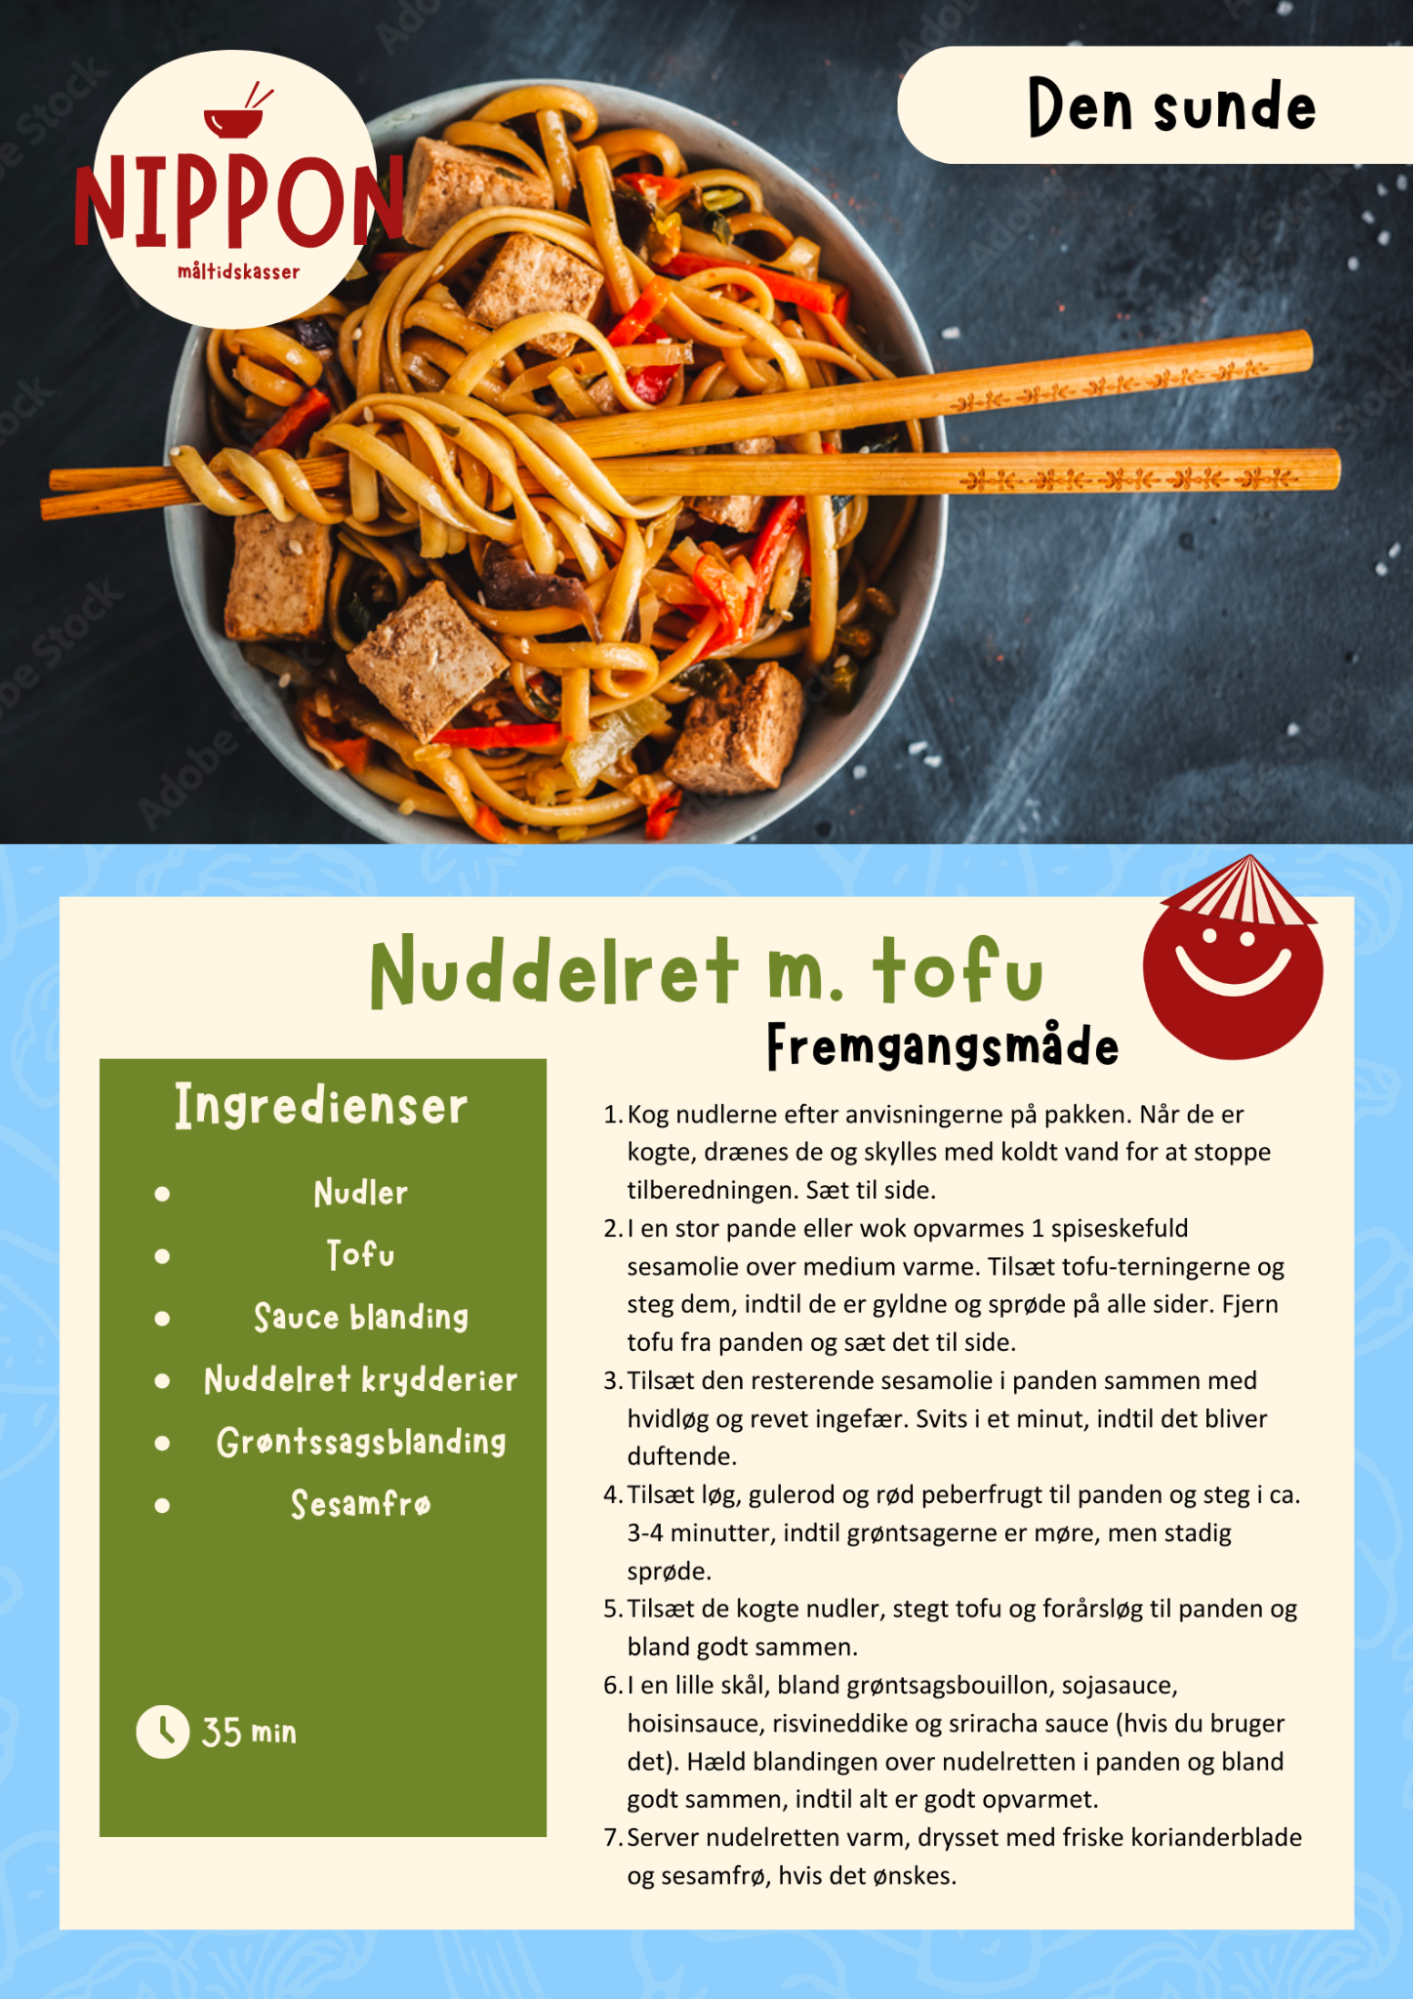 NIPPON
måltidskasser
Den sunde
Nuddelret m. tofu
Ingredienser
• Nudler
• Tofu
• Sauce blanding
• Nuddelret krydderier
• Grøntssagsblanding
• Sesamfrø
35 min
Fremgangsmåde
1. Kog nudlerne efter anvisningerne på pakken. Når de er
kogte, drænes de og skylles med koldt vand for at stoppe
tilberedningen. Sæt til side.
2. I en stor pande eller wok opvarmes 1 spiseskefuld
sesamolie over medium varme. Tilsæt tofu-terningerne og
steg dem, indtil de er gyldne og sprøde på alle sider. Fjern
tofu fra panden og sæt det til side.
3. Tilsæt den resterende sesamolie i panden sammen med
hvidløg og revet ingefær. Svits i et minut, indtil det bliver
duftende.
4. Tilsæt løg, gulerod og rød peberfrugt til panden og steg i ca.
3-4 minutter, indtil grøntsagerne er møre, men stadig
sprøde.
5. Tilsæt de kogte nudler, stegt tofu og forårsløg til panden og
bland godt sammen.
6. I en lille skål, bland grøntsagsbouillon, sojasauce,
hoisinsauce, risvineddike og sriracha sauce (hvis du bruger
det). Hæld blandingen over nudelretten i panden og bland
godt sammen, indtil alt er godt opvarmet.
7. Server nudelretten varm, drysset med friske korianderblade
og sesamfrø, hvis det ønskes.
Adobe Stock